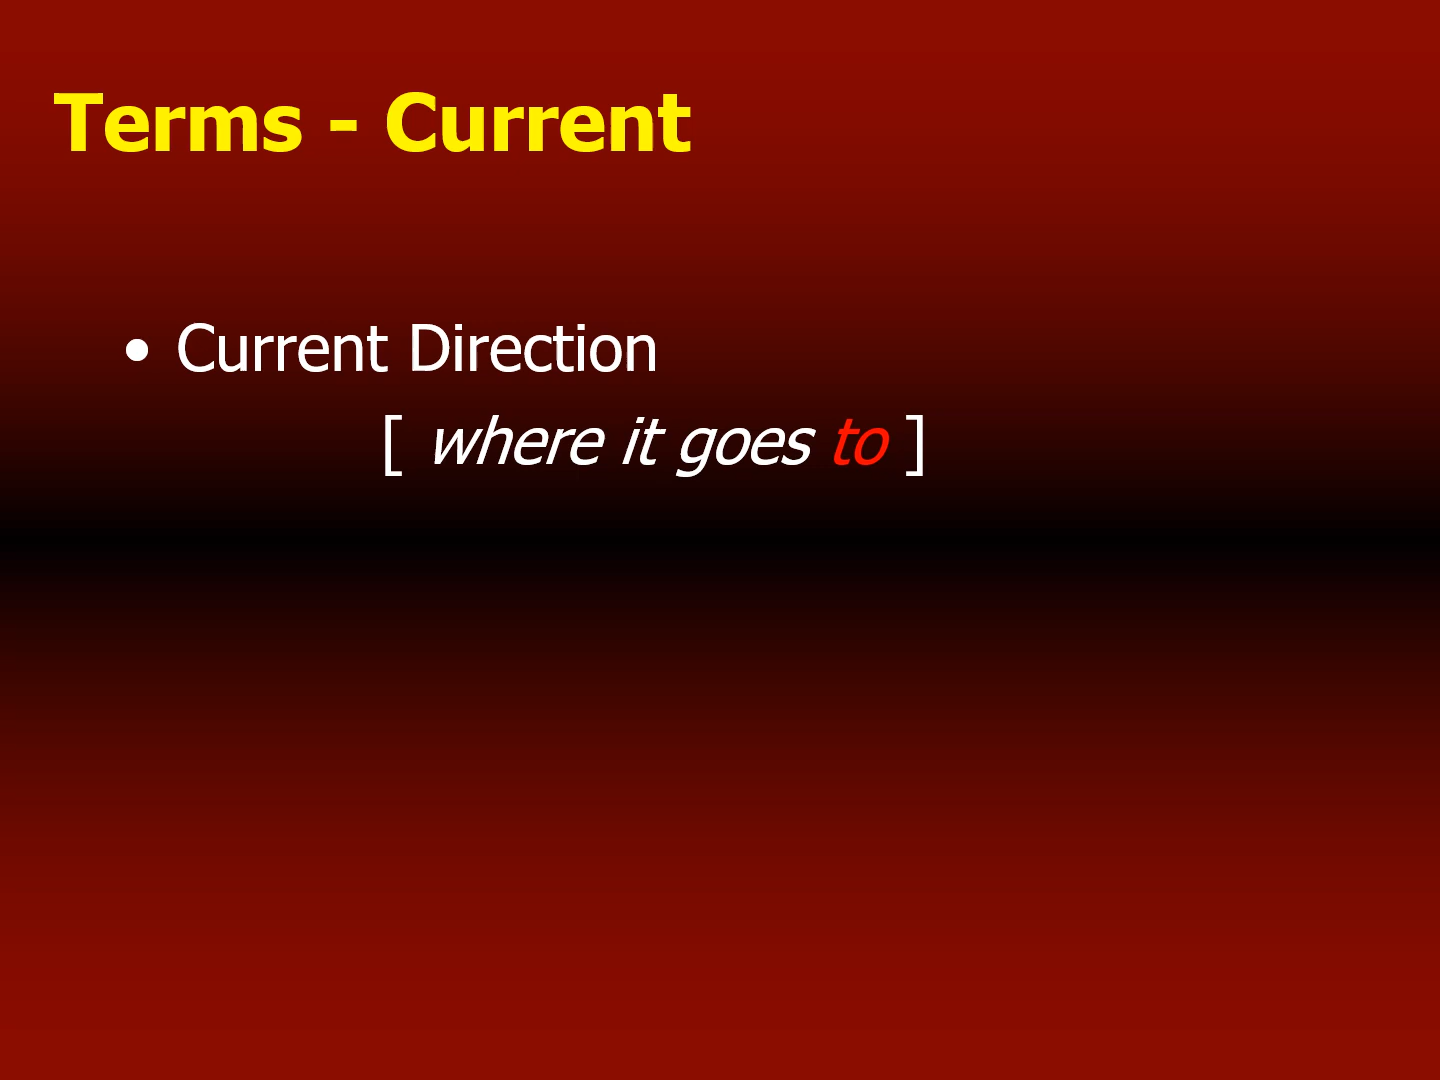 Terms - Current
• Current Direction
[ where it goes to ]